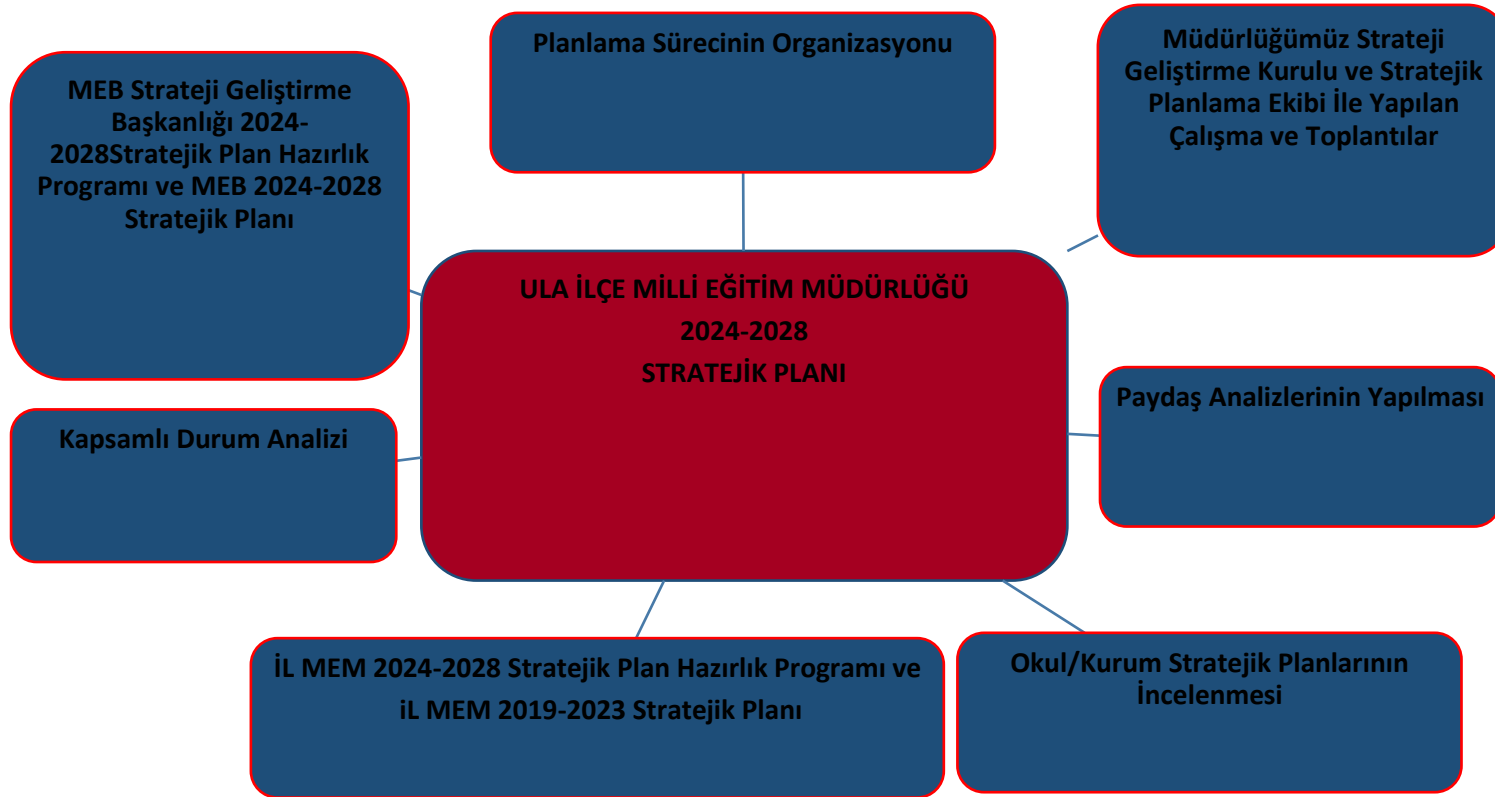 Planlama Sürecinin Organizasyonu
MEB Strateji Geliştirme
Başkanlığı 2024-
2028Stratejik Plan Hazırlık
Programı ve MEB 2024-2028
Stratejik Planı
Müdürlüğümüz Strateji
Geliştirme Kurulu ve Stratejik
Planlama Ekibi İle Yapılan
Çalışma ve Toplantılar
ULA İLÇE MİLLİ EĞİTİM MÜDÜRLÜĞÜ
2024-2028
STRATEJİK PLANI
Kapsamlı Durum Analizi
Paydaş Analizlerinin Yapılması
İL MEM 2024-2028 Stratejik Plan Hazırlık Programı ve
iL MEM 2019-2023 Stratejik Planı
Okul/Kurum Stratejik Planlarının
İncelenmesi